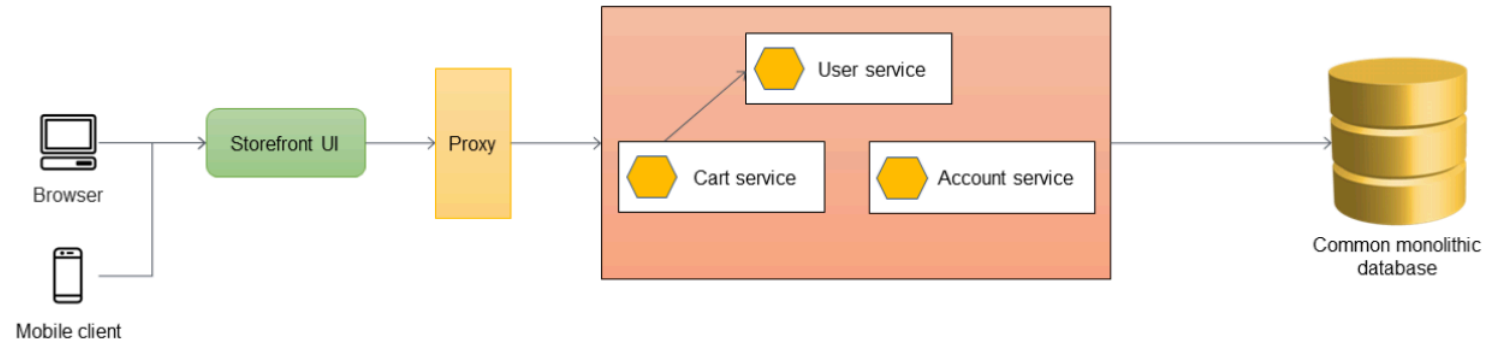 Browser
Mobile client
Storefront UI
Proxy
User service
Cart service
Account service
Common monolithic
database